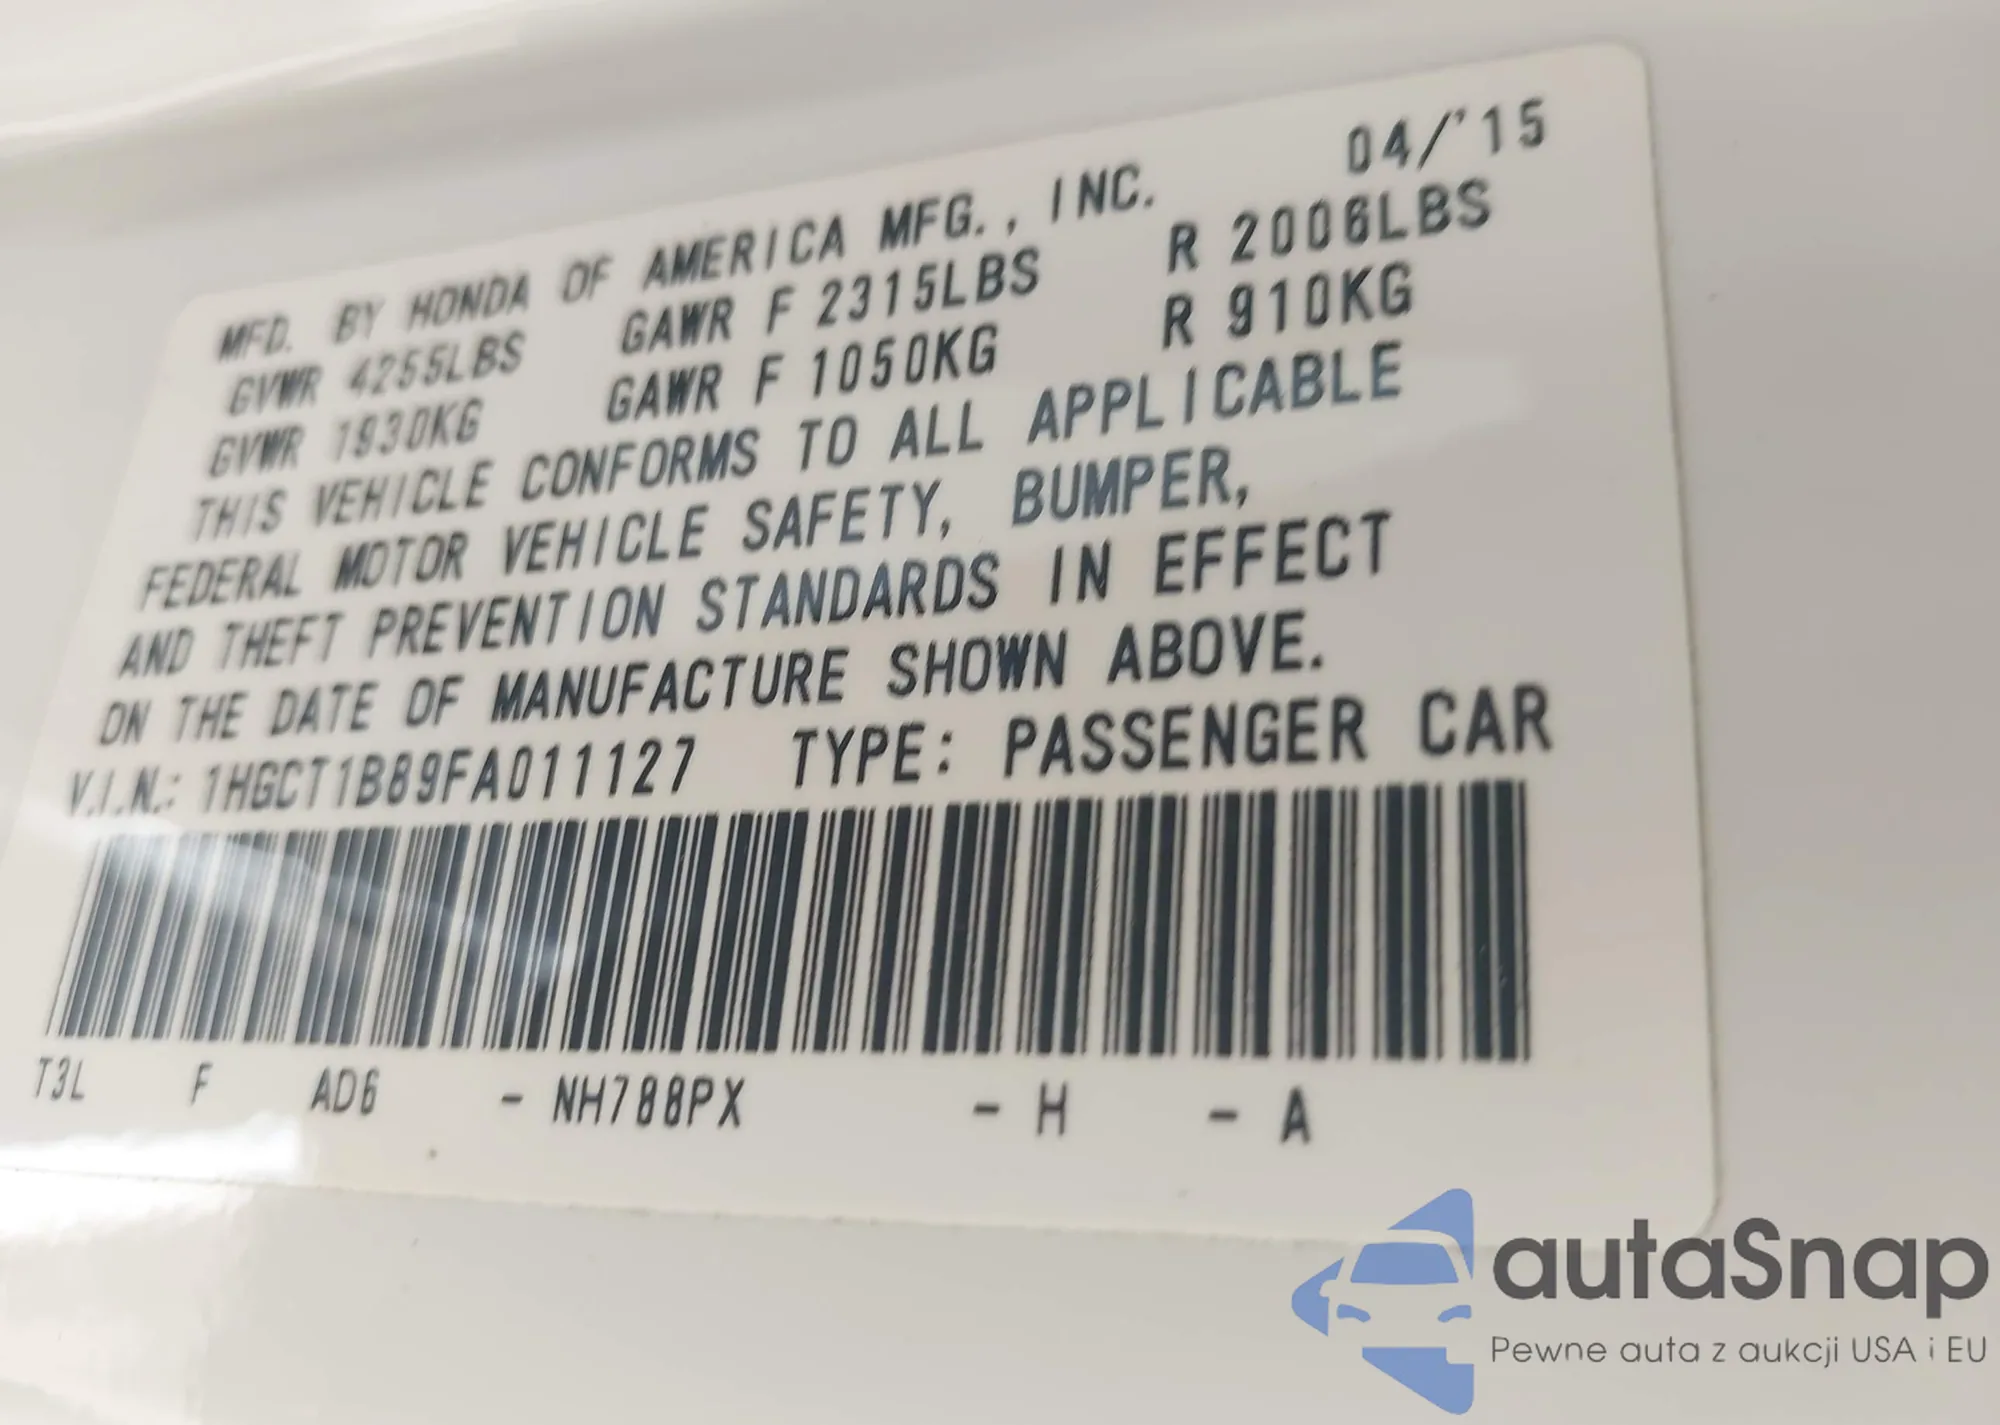 04/'15
MFD. BY HONDA OF AMERICA MFG., INC.
GVWR 4255LBS GAWR F 2315LBS R 2006LBS
GVWR 1930KG GAWR F 1050KG R 910KG
THIS VEHICLE CONFORMS TO ALL APPLICABLE
FEDERAL MOTOR VEHICLE SAFETY, BUMPER,
AND THEFT PREVENTION STANDARDS IN EFFECT
ON THE DATE OF MANUFACTURE SHOWN ABOVE.
V.I.N.: 1HGCT1B89FA011127 TYPE: PASSENGER CAR
T3L F AD6 - NH788PX - H - A
autaSnap
Pewne auta z aukcji USA i EU